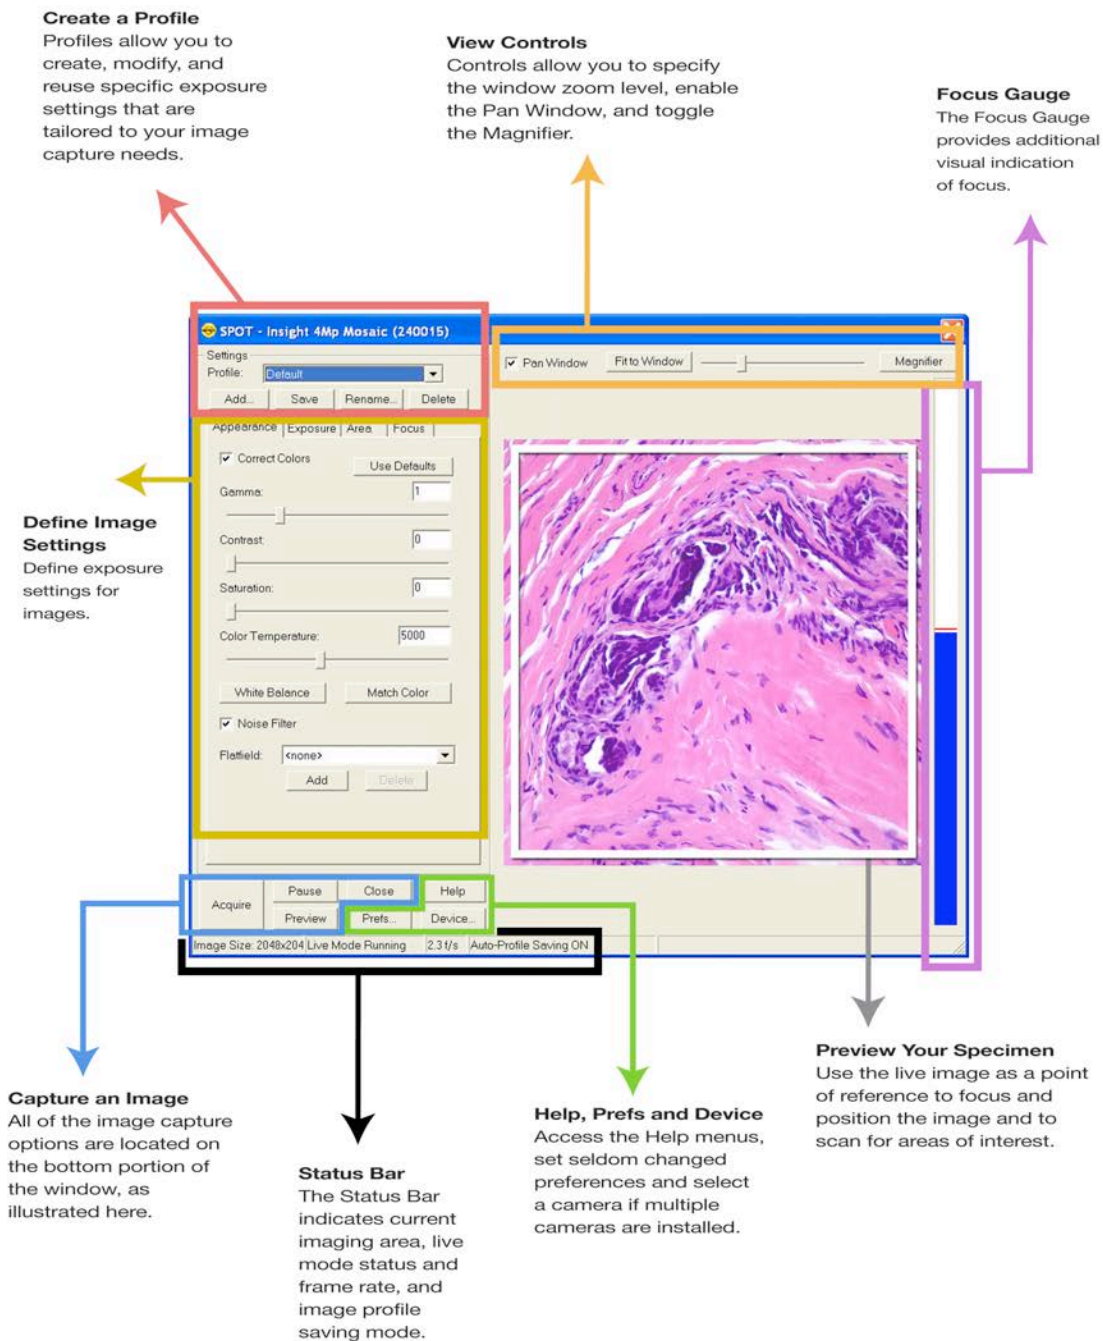 Create a Profile
Profiles allow you to
create, modify, and
reuse specific exposure
settings that are
tailored to your image
capture needs.
View Controls
Controls allow you to specify
the window zoom level, enable
the Pan Window, and toggle
the Magnifier.
Focus Gauge
The Focus Gauge
provides additional
visual indication
of focus.
SPOT - Insight 4Mp Mosaic (240015)
Settings
Profile:
Default
Add...
Save
Rename...
Delete
Pan Window
Fit to Window
Magnifier
Appearance
Exposure
Area
Focus
Correct Colors
Use Defaults
Gamma:
1
Contrast:
0
Saturation:
0
Color Temperature:
5000
White Balance
Match Color
Noise Filter
Flatfield:
<none>
Add
Delete
Define Image
Settings
Define exposure
settings for
images.
Acquire
Pause
Close
Help
Preview
Prefs...
Device...
Image Size: 2048x204
Live Mode Running
2.3 f/s
Auto-Profile Saving ON
Capture an Image
All of the image capture
options are located on
the bottom portion of
the window, as
illustrated here.
Status Bar
The Status Bar
indicates current
imaging area, live
mode status and
frame rate, and
image profile
saving mode.
Help, Prefs and Device
Access the Help menus,
set seldom changed
preferences and select
a camera if multiple
cameras are installed.
Preview Your Specimen
Use the live image as a point
of reference to focus and
position the image and to
scan for areas of interest.